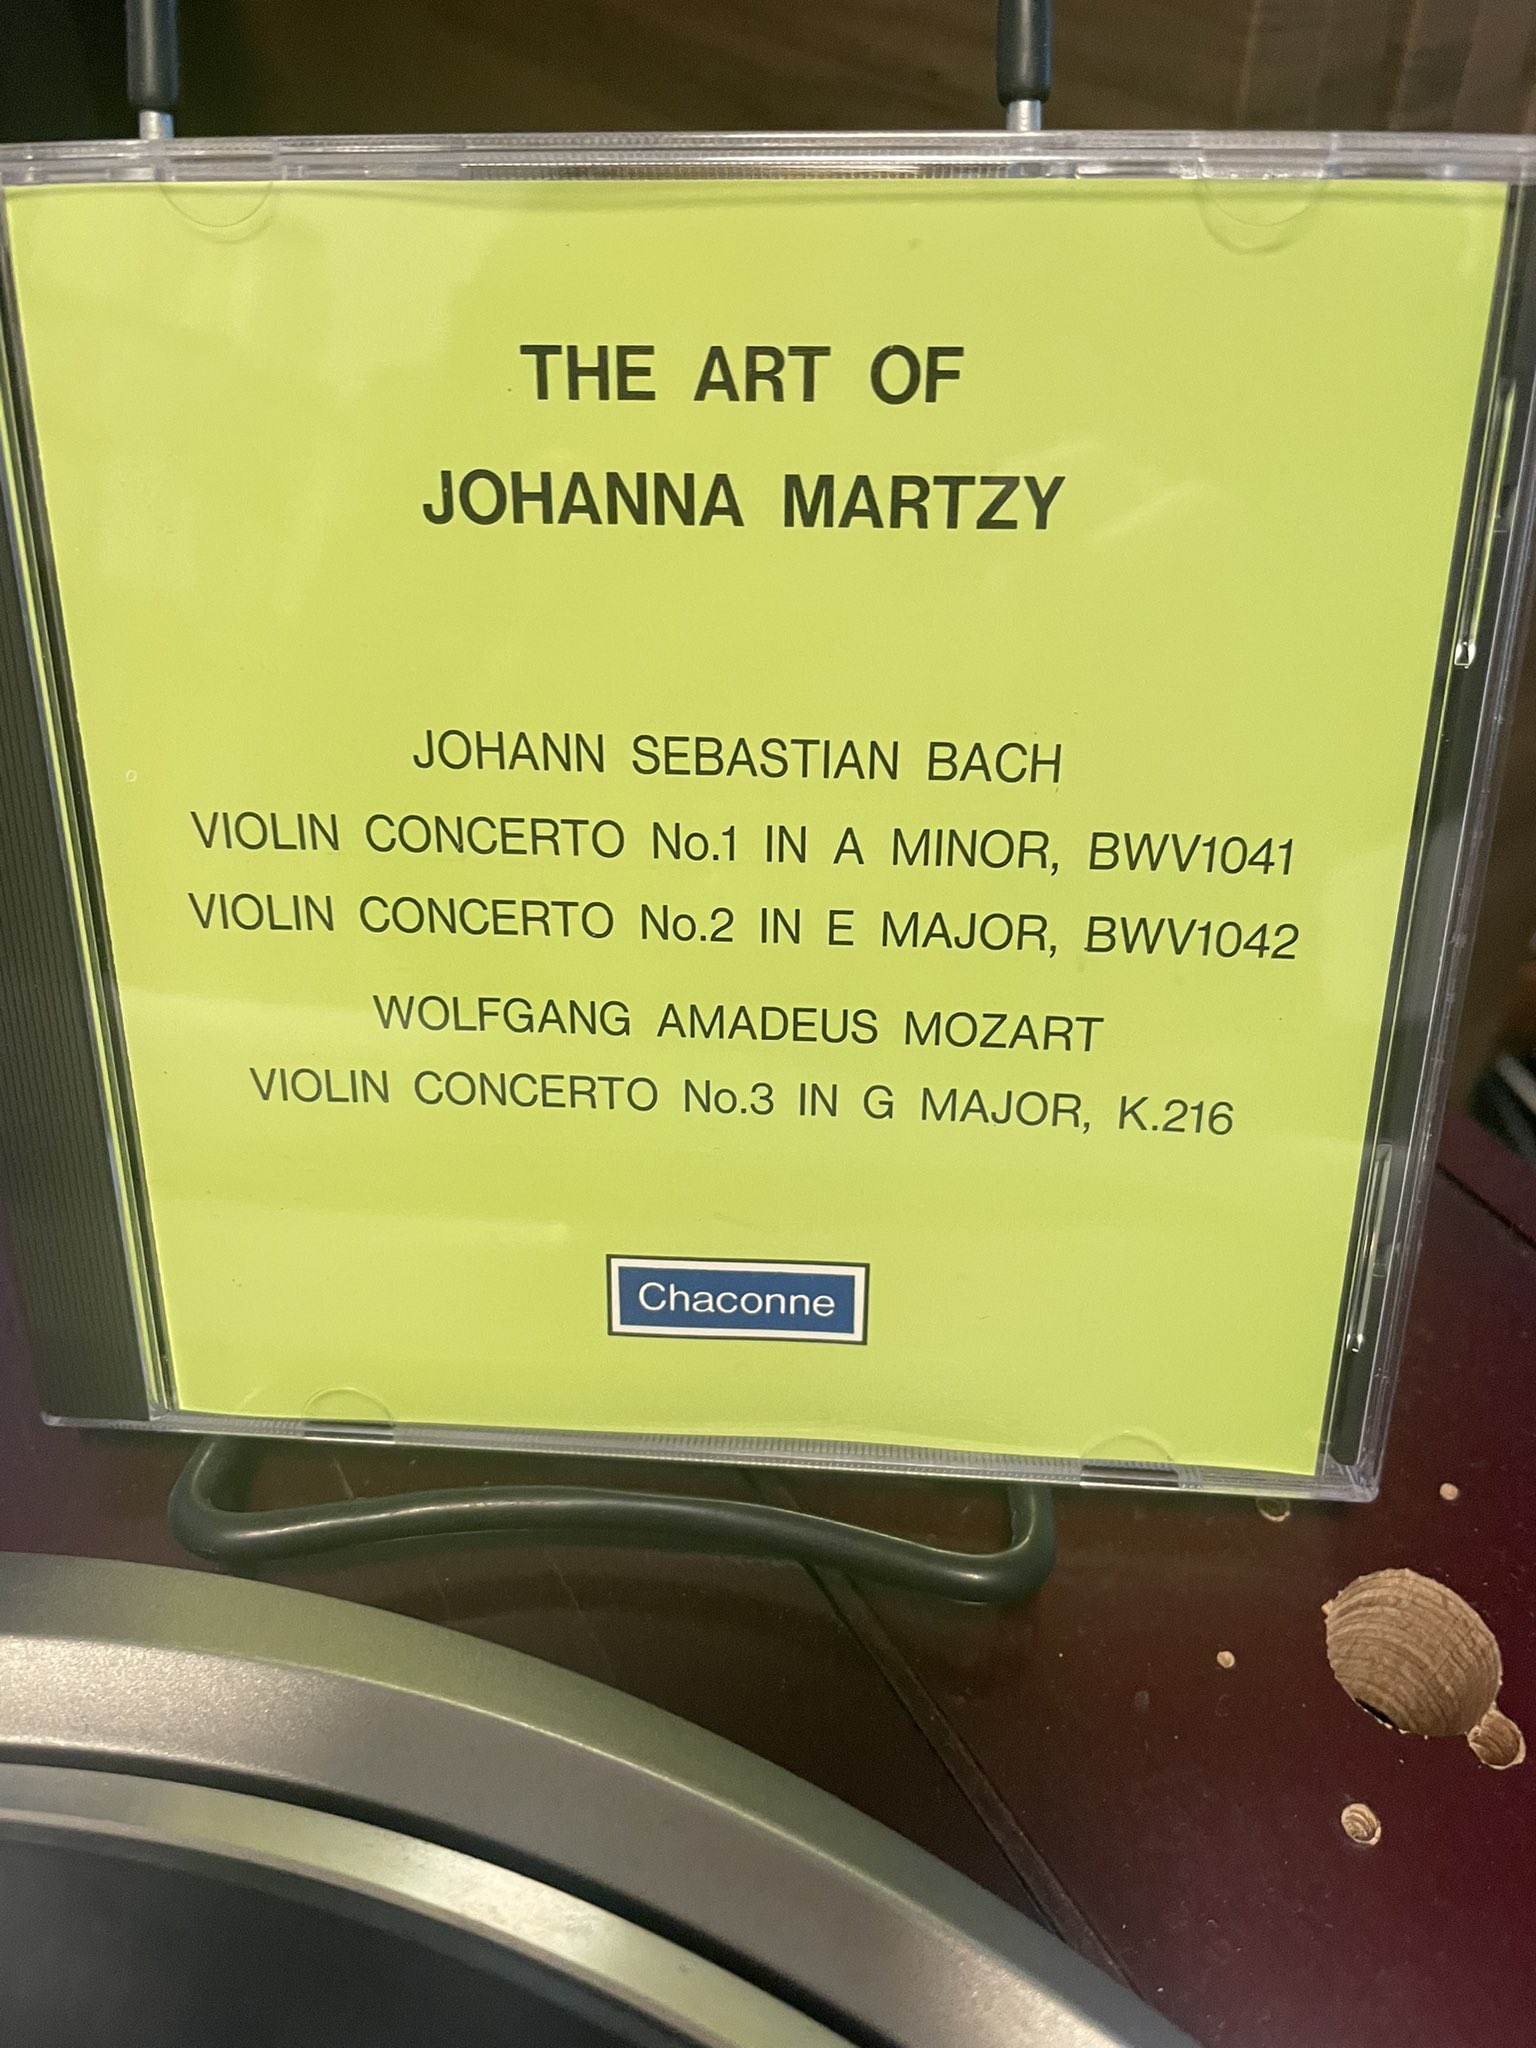 THE ART OF
JOHANNA MARTZY
JOHANN SEBASTIAN BACH
VIOLIN CONCERTO No.1 IN A MINOR, BWV1041
VIOLIN CONCERTO No.2 IN E MAJOR, BWV1042
WOLFGANG AMADEUS MOZART
VIOLIN CONCERTO No.3 IN G MAJOR, K.216
Chaconne